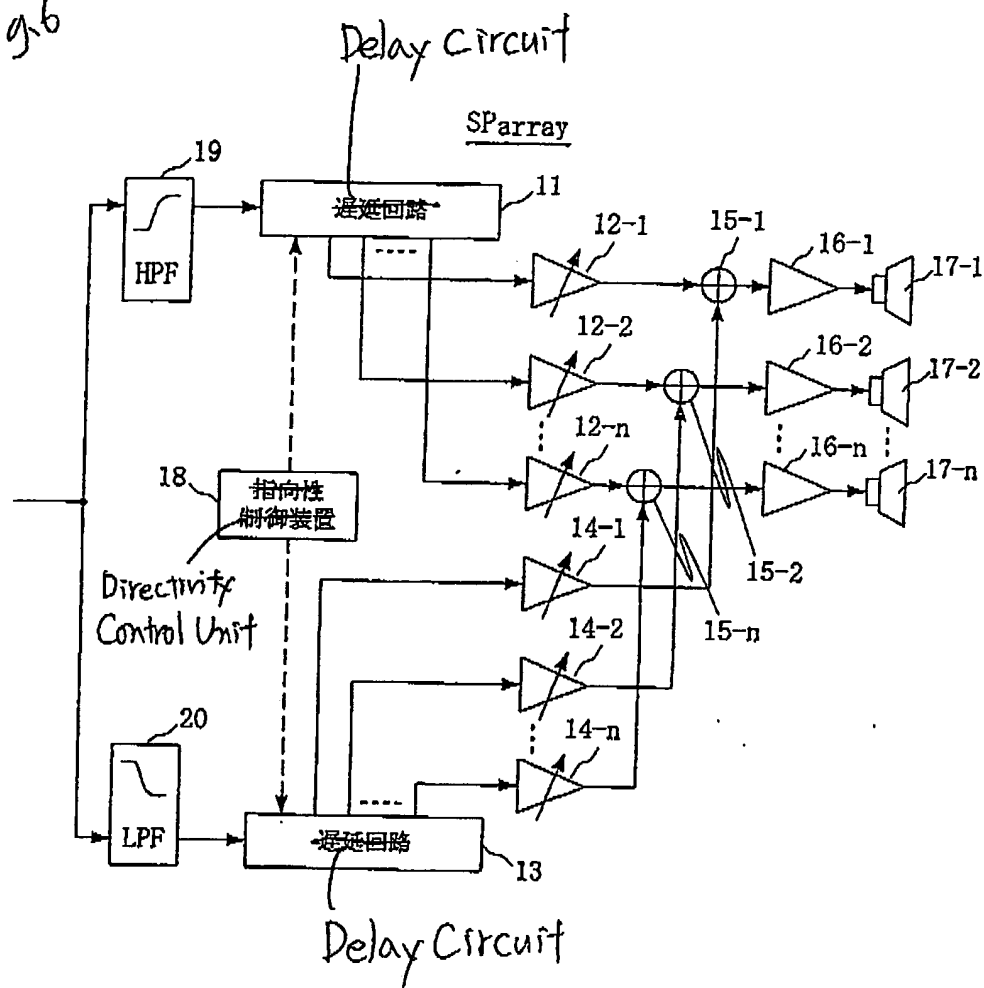 g.6
Delay Circuit
SParray
19
11
遅延回路
HPF
12-1
15-1
16-1
17-1
12-2
16-2
17-2
12-n
16-n
17-n
18
指向性
制御装置
Directivity
Control Unit
14-1
15-2
15-n
14-2
20
14-n
LPF
遅延回路
13
Delay Circuit